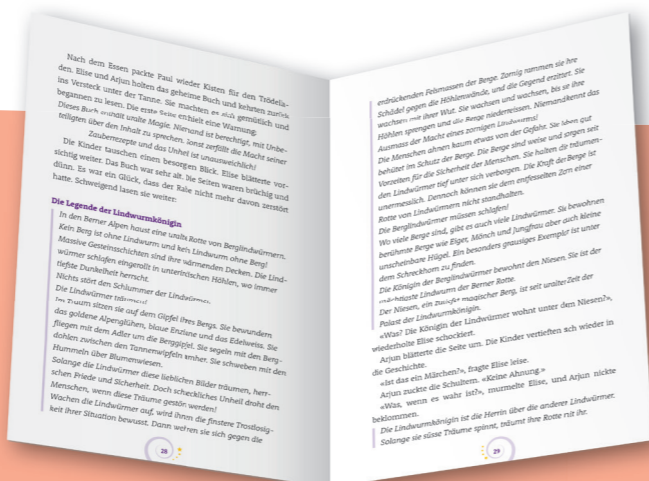 Nach dem Essen packte Paul wieder Kisten für den Trödella-
den. Elise und Arjun holten das geheime Buch und kehrten zurück
ins Versteck unter der Tanne. Sie machten es sich gemütlich und
begannen zu lesen. Die erste Seite enthielt eine Warnung:
Dieses Buch enthält uralte Magie. Niemand ist berechtigt, mit Unbe-
teiligten über den Inhalt zu sprechen. Sonst zerfällt die Macht seiner
Zauberrezepte und das Unheil ist unausweichlich!
Die Kinder tauschen einen besorgen Blick. Elise blätterte vor-
sichtig weiter. Das Buch war sehr alt. Die Seiten waren brüchig und
dünn. Es war ein Glück, dass der Rabe nicht mehr davon zerstört
hatte. Schweigend lasen sie weiter:
Die Legende der Lindwurmkönigin
In den Berner Alpen haust eine uralte Rotte von Berglindwürmern.
Kein Berg ist ohne Lindwurm und kein Lindwurm ohne Berg!
Massive Gesteinsschichten sind ihre wärmenden Decken. Die Lind-
würmer schlafen eingerollt in unterirdischen Höhlen, wo immer
tiefste Dunkelheit herrscht.
Nichts stört den Schlummer der Lindwürmer.
Die Lindwürmer träumen!
Im Traum sitzen sie auf dem Gipfel ihres Bergs. Sie bewundern
das goldene Alpenglühen, blaue Enziane und das Edelweiss. Sie
fliegen mit dem Adler um die Berggipfel. Sie segeln mit den Berg-
dohlen zwischen den Tannenwipfeln umher. Sie schweben mit den
Hummeln über Blumenwiesen.
Solange die Lindwürmer diese lieblichen Bilder träumen, herr-
schen Friede und Sicherheit. Doch schreckliches Unheil droht den
Menschen, wenn diese Träume gestört werden!
Wachen die Lindwürmer auf, wird ihnen die finstere Trostlosig-
keit ihrer Situation bewusst. Dann wehren sie sich gegen die
28
erdrückenden Felsmassen der Berge. Zornig rammen sie ihre
Schädel gegen die Höhlenwände, und die Gegend erzittert. Sie
wachsen mit ihrer Wut. Sie wachsen und wachsen, bis sie ihre
Höhlen sprengen und die Berge niederreissen. Niemand kennt das
Ausmass der Macht eines zornigen Lindwurms!
Die Menschen ahnen kaum etwas von der Gefahr. Sie leben gut
behütet im Schutz der Berge. Die Berge sind weise und sorgen seit
Vorzeiten für die Sicherheit der Menschen. Sie halten die träumen-
den Lindwürmer tief unter sich verborgen. Die Kraft der Berge ist
unermesslich. Dennoch können sie dem entfesselten Zorn einer
Rotte von Lindwürmern nicht standhalten.
Die Berglindwürmer müssen schlafen!
Wo viele Berge sind, gibt es auch viele Lindwürmer. Sie bewohnen
berühmte Berge wie Eiger, Mönch und Jungfrau aber auch kleine
unscheinbare Hügel. Ein besonders grausiges Exemplar ist unter
dem Schreckhorn zu finden.
Die Königin der Berglindwürmer bewohnt den Niesen. Sie ist der
mächtigste Lindwurm der Berner Rotte.
Der Niesen, ein zutiefst magischer Berg, ist seit uralter Zeit der
Palast der Lindwurmkönigin.
«Was? Die Königin der Lindwürmer wohnt unter dem Niesen?»,
wiederholte Elise schockiert.
Arjun blätterte die Seite um. Die Kinder vertieften sich wieder in
die Geschichte.
«Ist das ein Märchen?», fragte Elise leise.
Arjun zuckte die Schultern. «Keine Ahnung.»
«Was, wenn es wahr ist?», murmelte Elise, und Arjun nickte
beklommen.
Die Lindwurmkönigin ist die Herrin über die anderen Lindwürmer.
Solange sie süsse Träume spinnt, träumt ihre Rotte mit ihr.
29